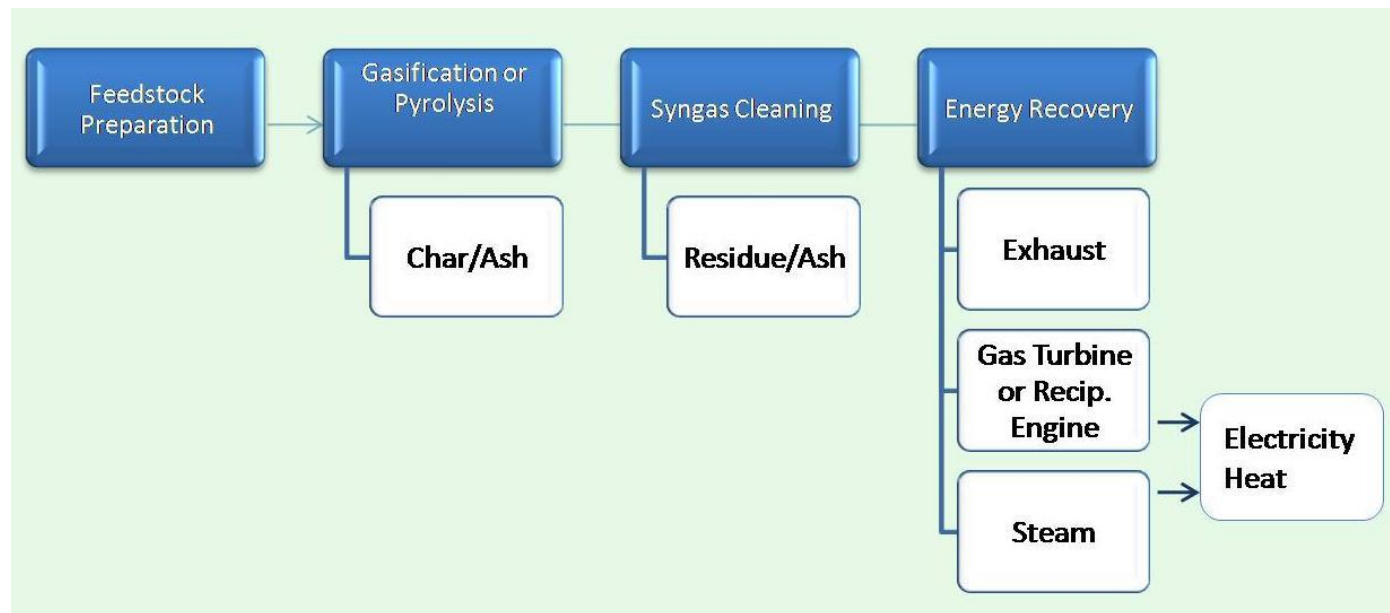 Feedstock
Preparation
Gasification or
Pyrolysis
Syngas Cleaning
Energy Recovery
Char/Ash
Residue/Ash
Exhaust
Gas Turbine
or Recip.
Engine
Steam
Electricity
Heat